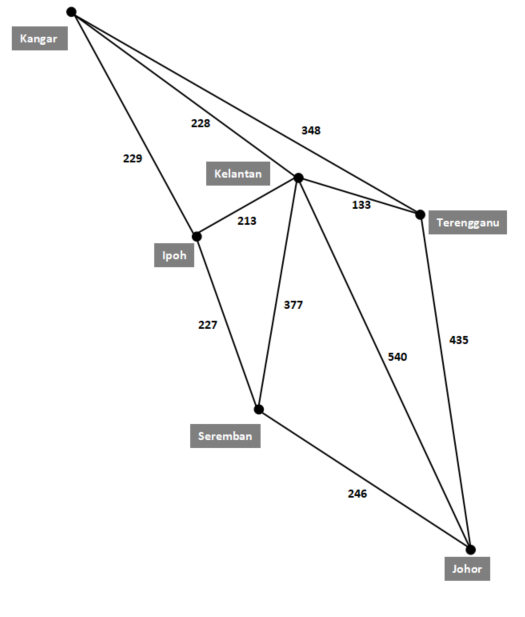 Kangar
228
348
229
Kelantan
133
213
Terengganu
Ipoh
377
227
435
540
Seremban
246
Johor